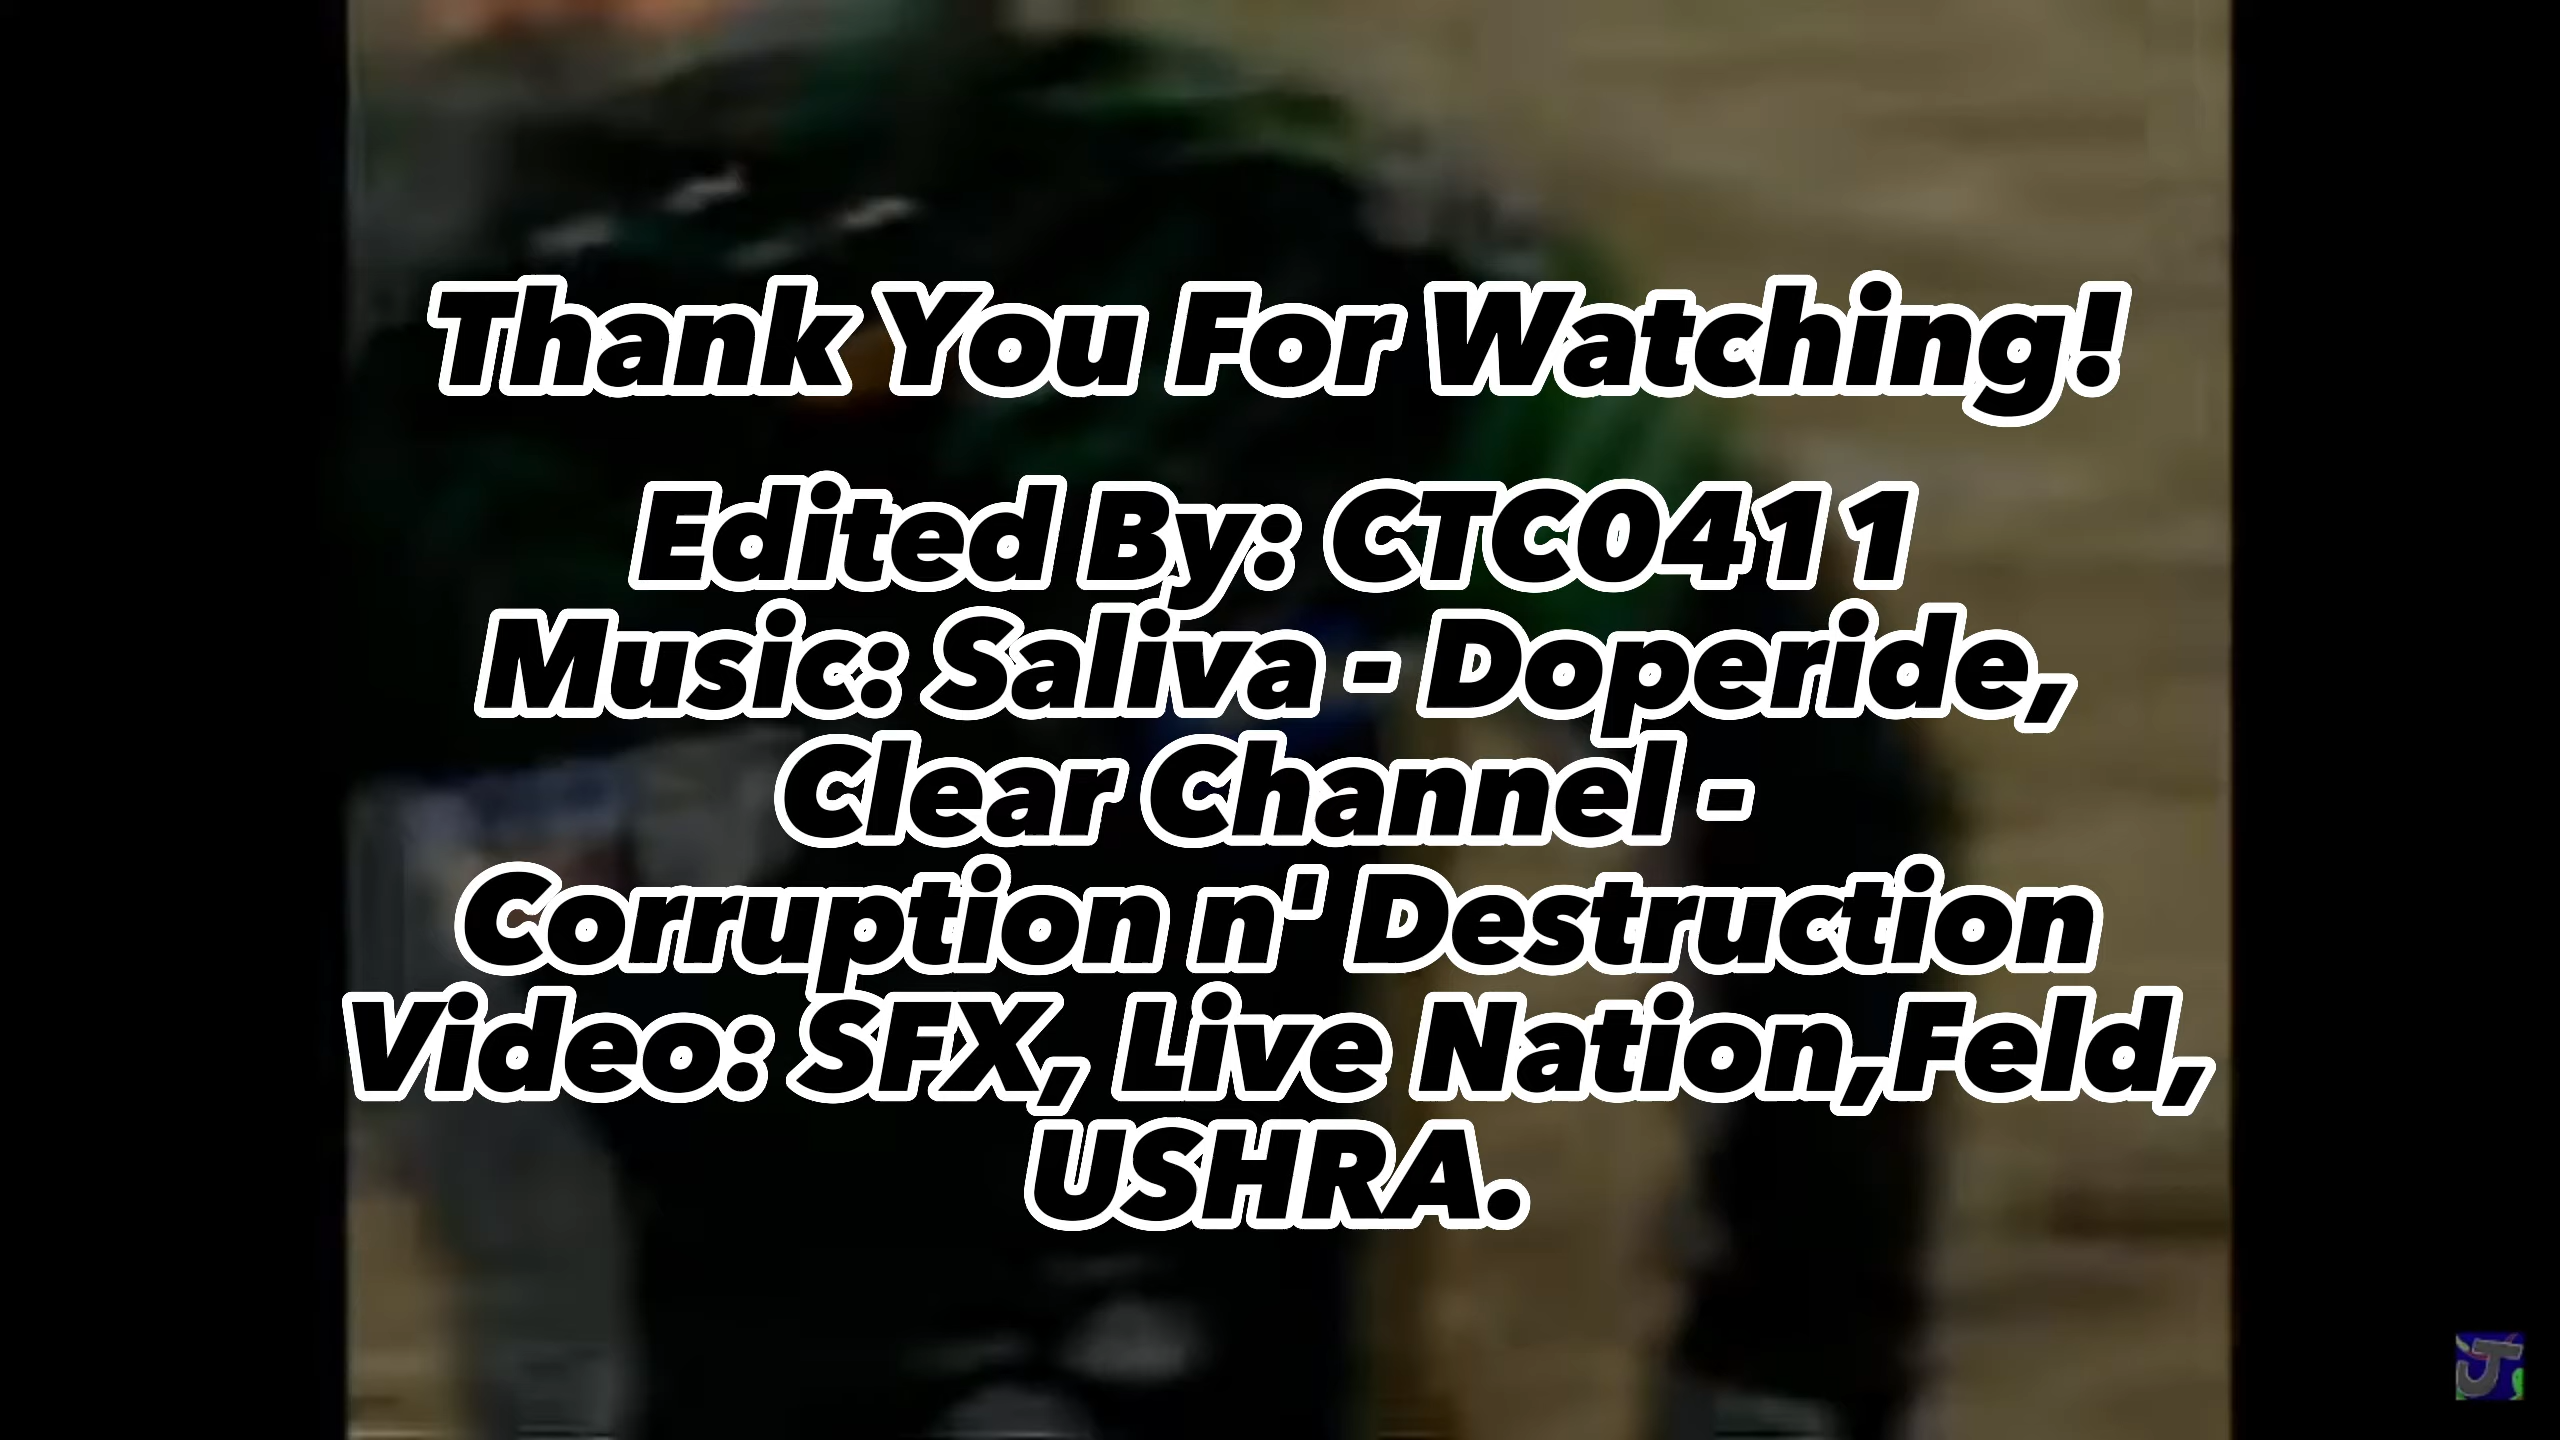 Thank You For Watching!
Edited By: CTC0411
Music: Saliva - Doperide,
Clear Channel -
Corruption n' Destruction
Video: SFX, Live Nation,Feld,
USHRA.